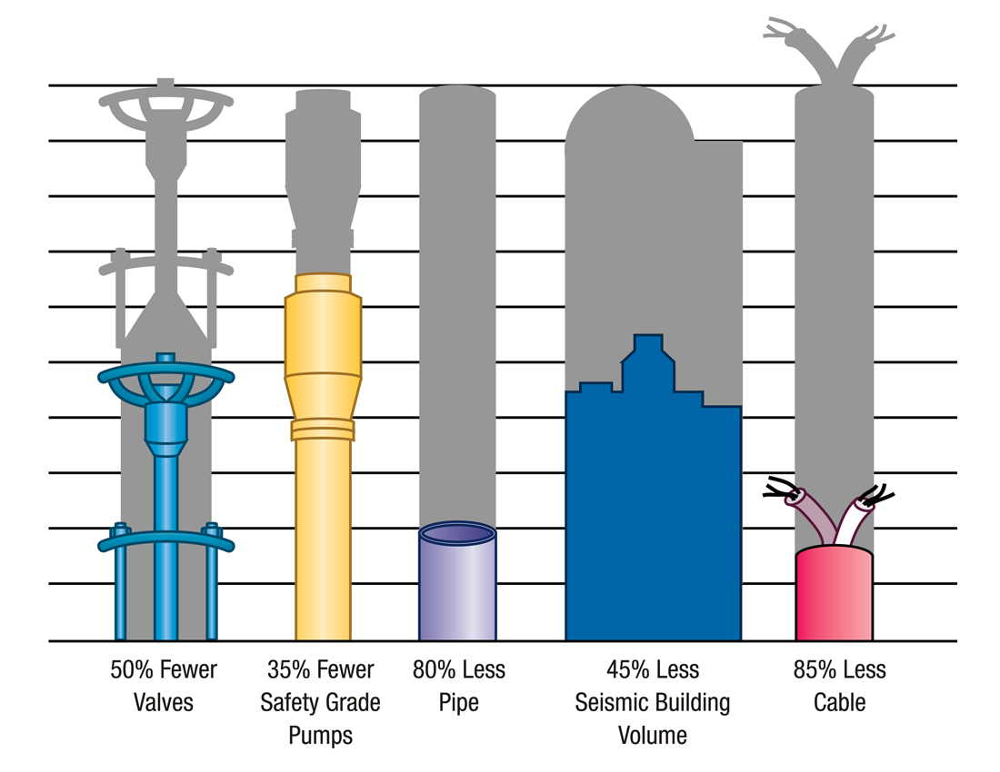 50% Fewer
Valves
35% Fewer
Safety Grade
Pumps
80% Less
Pipe
45% Less
Seismic Building
Volume
85% Less
Cable